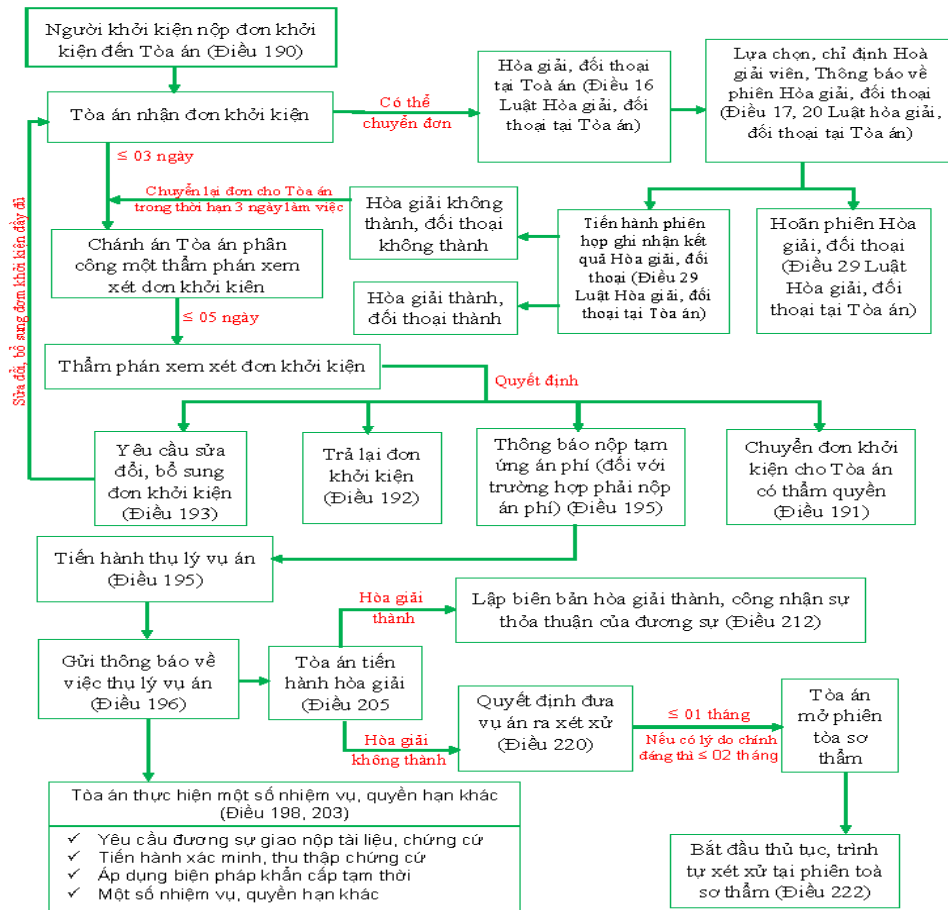 Người khởi kiện nộp đơn khởi
kiện đến Tòa án (Điều 190)
Tòa án nhận đơn khởi kiện
Có thể
chuyển đơn
Hòa giải, đối thoại
tại Toà án (Điều 16
Luật Hòa giải, đối
thoại tại Tòa án)
Lựa chọn, chỉ định Hoà
giải viên, Thông báo về
phiên Hòa giải, đối thoại
(Điều 17, 20 Luật hòa giải,
đối thoại tại Tòa án)
≤ 03 ngày
Chuyển lại đơn cho Tòa án
trong thời hạn 3 ngày làm việc
Hòa giải không
thành, đối thoại
không thành
Tiến hành phiên
họp ghi nhận kết
quả Hòa giải, đối
thoại (Điều 29
Luật Hòa giải, đối
thoại tại Tòa án)
Hoãn phiên Hòa
giải, đối thoại
(Điều 29 Luật
Hòa giải, đối
thoại tại Tòa án)
Chánh án Tòa án phân
công một thẩm phán xem
xét đơn khởi kiên
Hòa giải thành,
đối thoại thành
≤ 05 ngày
Sửa đổi, bổ sung đơm khởi kiện đầy đủ
Thẩm phán xem xét đơn khởi kiện
Quyết định
Yêu cầu sửa
đổi, bổ sung
đơn khởi kiện
(Điều 193)
Trả lại đơn
khởi kiện
(Điều 192)
Thông báo nộp tạm
ứng án phí (đối với
trường hợp phải nộp
án phí) (Điều 195)
Chuyển đơn khởi
kiện cho Tòa án
có thẩm quyền
(Điều 191)
Tiến hành thụ lý vụ án
(Điều 195)
Hòa giải
thành
Lập biên bản hòa giải thành, công nhận sự
thỏa thuận của đương sự (Điều 212)
Gửi thông báo về
việc thụ lý vụ án
(Điều 196)
Tòa án tiến
hành hòa giải
(Điều 205
Hòa giải
không thành
Quyết định đưa
vụ án ra xét xử
(Điều 220)
≤ 01 tháng
Nếu có lý do chính
đáng thì ≤ 02 tháng
Tòa án
mở phiên
tòa sơ
thẩm
Tòa án thực hiện một số nhiệm vụ, quyền hạn khác
(Điều 198, 203)
✓ Yêu cầu đương sự giao nộp tài liệu, chứng cứ
✓ Tiến hành xác minh, thu thập chứng cứ
✓ Áp dụng biện pháp khẩn cấp tạm thời
✓ Một số nhiệm vụ, quyền hạn khác
Bắt đầu thủ tục, trình
tự xét xử tại phiên toà
sơ thẩm (Điều 222)